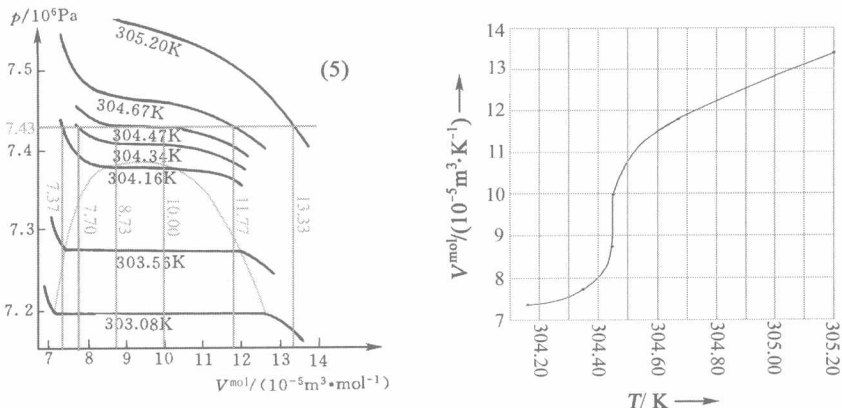 p/10⁶Pa
7.5
7.43
7.4
7.3
7.2
305.20K
(5)
304.67K
304.47K
304.34K
304.16K
7.37
7.70
8.73
10.00
11.77
13.33
303.56K
303.08K
7 8 9 10 11 12 13 14
Vᵐᵒˡ/(10⁻⁵m³•mol⁻¹)
14
13
12
11
10
9
8
7
Vᵐᵒˡ/(10⁻⁵m³•K⁻¹)
304.20 304.40 304.60 304.80 305.00 305.20
T/ K